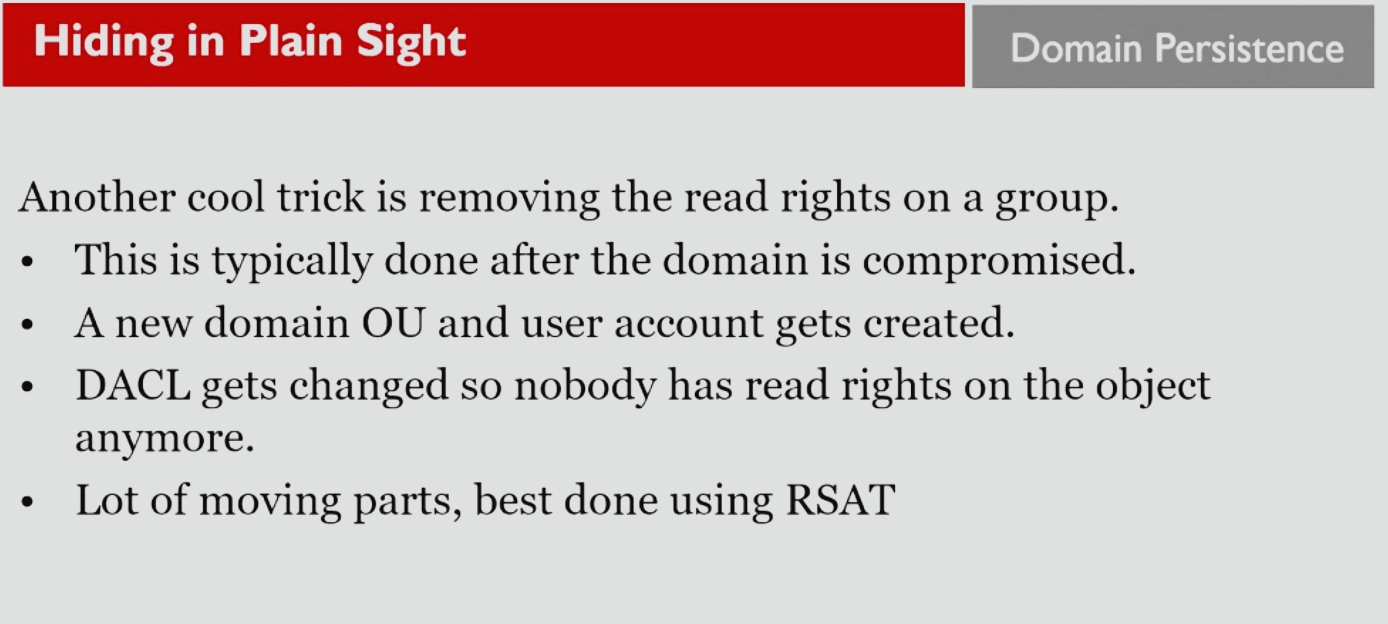 Hiding in Plain Sight
Domain Persistence
Another cool trick is removing the read rights on a group.
• This is typically done after the domain is compromised.
• A new domain OU and user account gets created.
• DACL gets changed so nobody has read rights on the object
anymore.
• Lot of moving parts, best done using RSAT